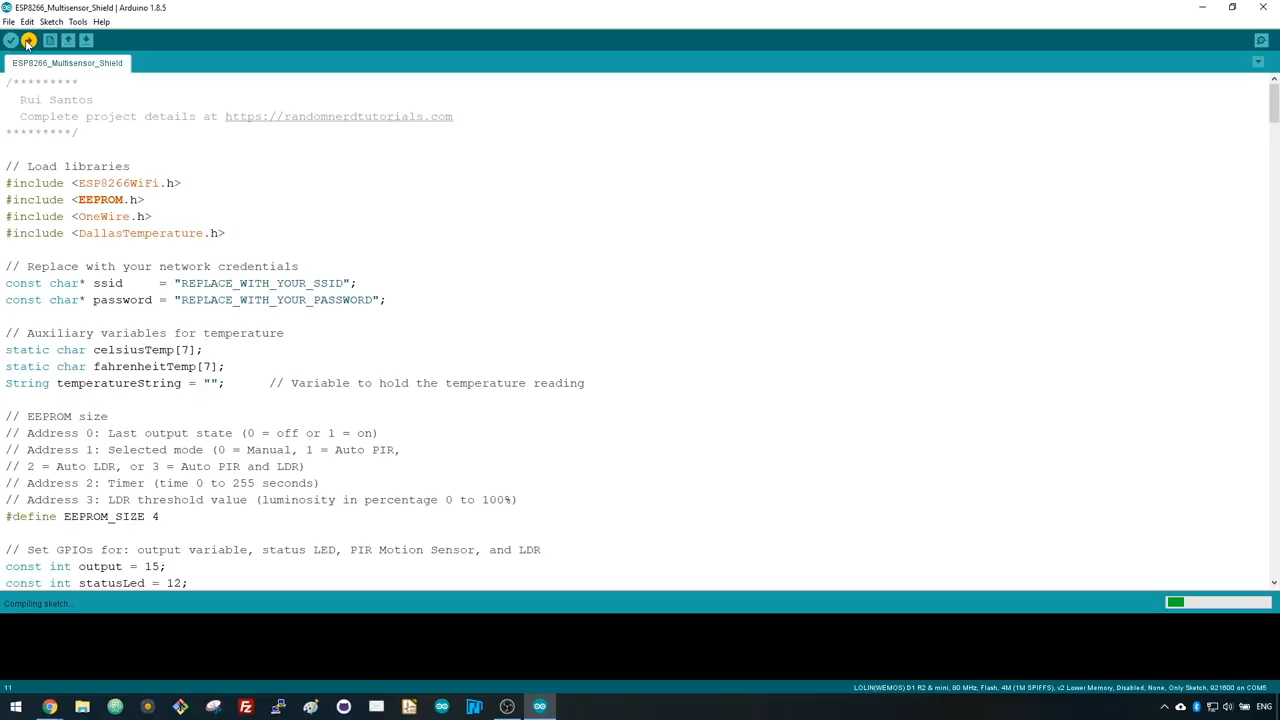 ESP8266_Multisensor_Shield | Arduino 1.8.5
File Edit Sketch Tools Help
ESP8266_Multisensor_Shield
/*********
Rui Santos
Complete project details at https://randomnerdtutorials.com
*********/
// Load libraries
#include <ESP8266WiFi.h>
#include <EEPROM.h>
#include <OneWire.h>
#include <DallasTemperature.h>
// Replace with your network credentials
const char* ssid     = "REPLACE_WITH_YOUR_SSID";
const char* password = "REPLACE_WITH_YOUR_PASSWORD";
// Auxiliary variables for temperature
static char celsiusTemp[7];
static char fahrenheitTemp[7];
String temperatureString = "";      // Variable to hold the temperature reading
// EEPROM size
// Address 0: Last output state (0 = off or 1 = on)
// Address 1: Selected mode (0 = Manual, 1 = Auto PIR,
// 2 = Auto LDR, or 3 = Auto PIR and LDR)
// Address 2: Timer (time 0 to 255 seconds)
// Address 3: LDR threshold value (luminosity in percentage 0 to 100%)
#define EEPROM_SIZE 4
// Set GPIOs for: output variable, status LED, PIR Motion Sensor, and LDR
const int output = 15;
const int statusLed = 12;
Compiling sketch...
11 LOLIN(WEMOS) D1 R2 & mini, 80 MHz, Flash, 4M (1M SPIFFS), v2 Lower Memory, Disabled, None, Only Sketch, 921600 on COM5
ENG